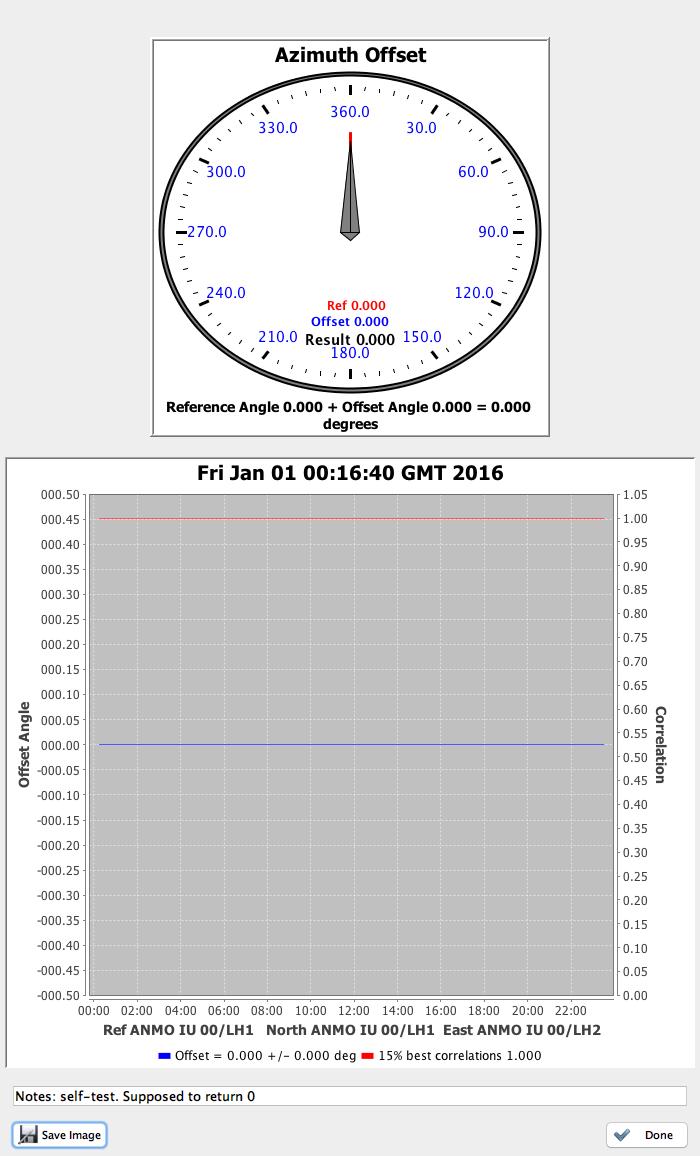 Azimuth Offset
360.0
330.0 30.0
300.0 60.0
270.0 90.0
240.0 120.0
Ref 0.000
Offset 0.000
210.0 Result 0.000 150.0
180.0
Reference Angle 0.000 + Offset Angle 0.000 = 0.000
degrees
Fri Jan 01 00:16:40 GMT 2016
000.50 1.05
000.45 1.00
000.40 0.95
000.35 0.90
000.30 0.85
000.25 0.80
000.20 0.75
000.15 0.70
000.10 0.65
000.05 0.60
000.00 0.55
-000.05 0.50
-000.10 0.45
-000.15 0.40
-000.20 0.35
-000.25 0.30
-000.30 0.25
-000.35 0.20
-000.40 0.15
-000.45 0.10
-000.50 0.05
0.00
Offset Angle
Correlation
00:00 02:00 04:00 06:00 08:00 10:00 12:00 14:00 16:00 18:00 20:00 22:00
Ref ANMO IU 00/LH1 North ANMO IU 00/LH1 East ANMO IU 00/LH2
Offset = 0.000 +/- 0.000 deg 15% best correlations 1.000
Notes: self-test. Supposed to return 0
Save Image Done